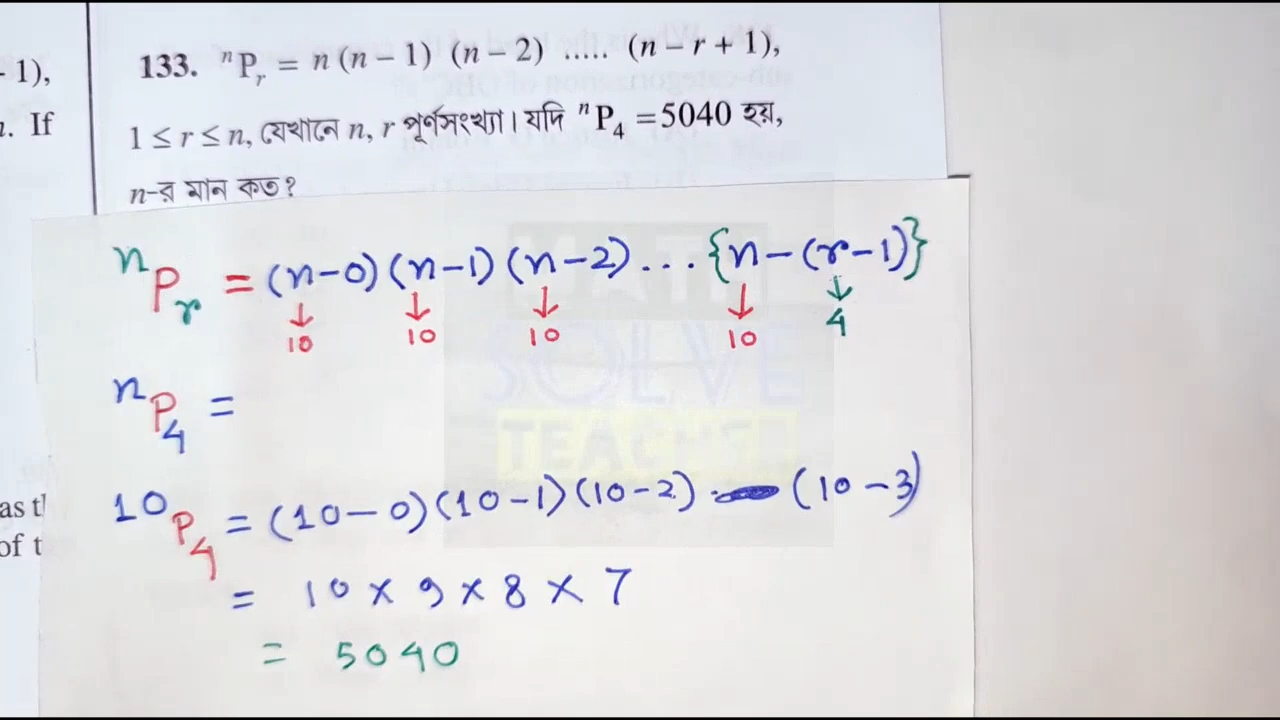 133. ⁿPᵣ = n (n − 1) (n − 2) ..... (n − r + 1),
- 1),
1 ≤ r ≤ n, যেখানে n, r পূর্ণসংখ্যা। যদি ⁿP₄ = 5040 হয়,
If
n-র মান কত?
ⁿPᵣ = (n−0)(n−1)(n−2)...{n−(r−1)}
↓ ↓ ↓ ↓ ↓
10 10 10 10 4
ⁿP₄ =
¹⁰P₄ = (10−0)(10−1)(10−2) (10−3)
as
of
= 10 × 9 × 8 × 7
= 5040
MATH
SOLVE